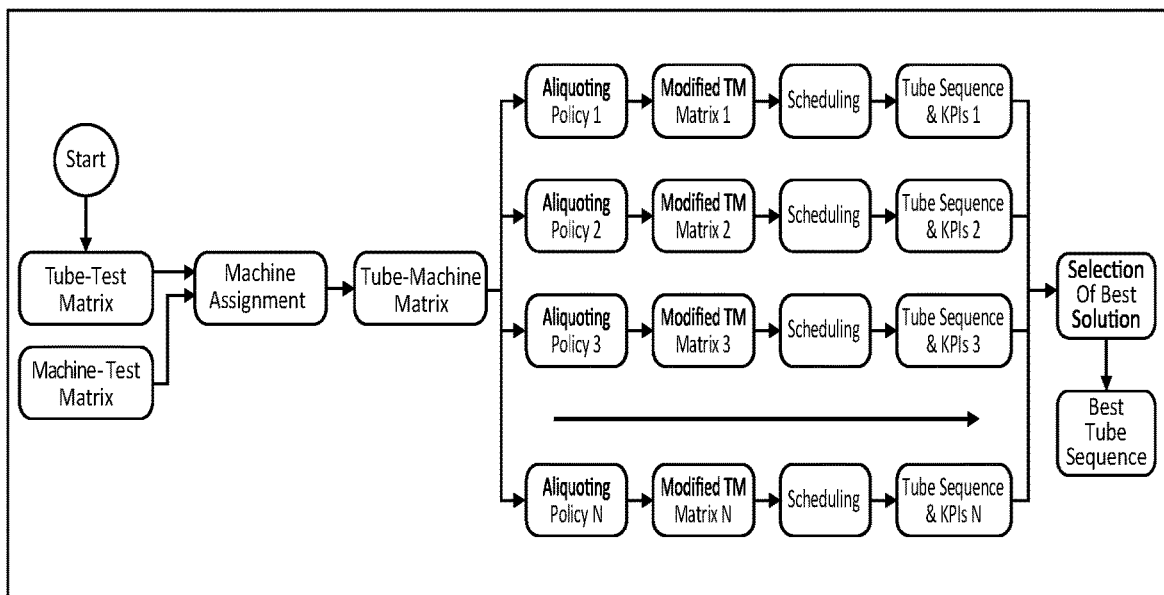 Start
Tube-Test
Matrix
Machine-Test
Matrix
Machine
Assignment
Tube-Machine
Matrix
Aliquoting
Policy 1
Modified TM
Matrix 1
Scheduling
Tube Sequence
& KPIs 1
Aliquoting
Policy 2
Modified TM
Matrix 2
Scheduling
Tube Sequence
& KPIs 2
Aliquoting
Policy 3
Modified TM
Matrix 3
Scheduling
Tube Sequence
& KPIs 3
Aliquoting
Policy N
Modified TM
Matrix N
Scheduling
Tube Sequence
& KPIs N
Selection
Of Best
Solution
Best
Tube
Sequence